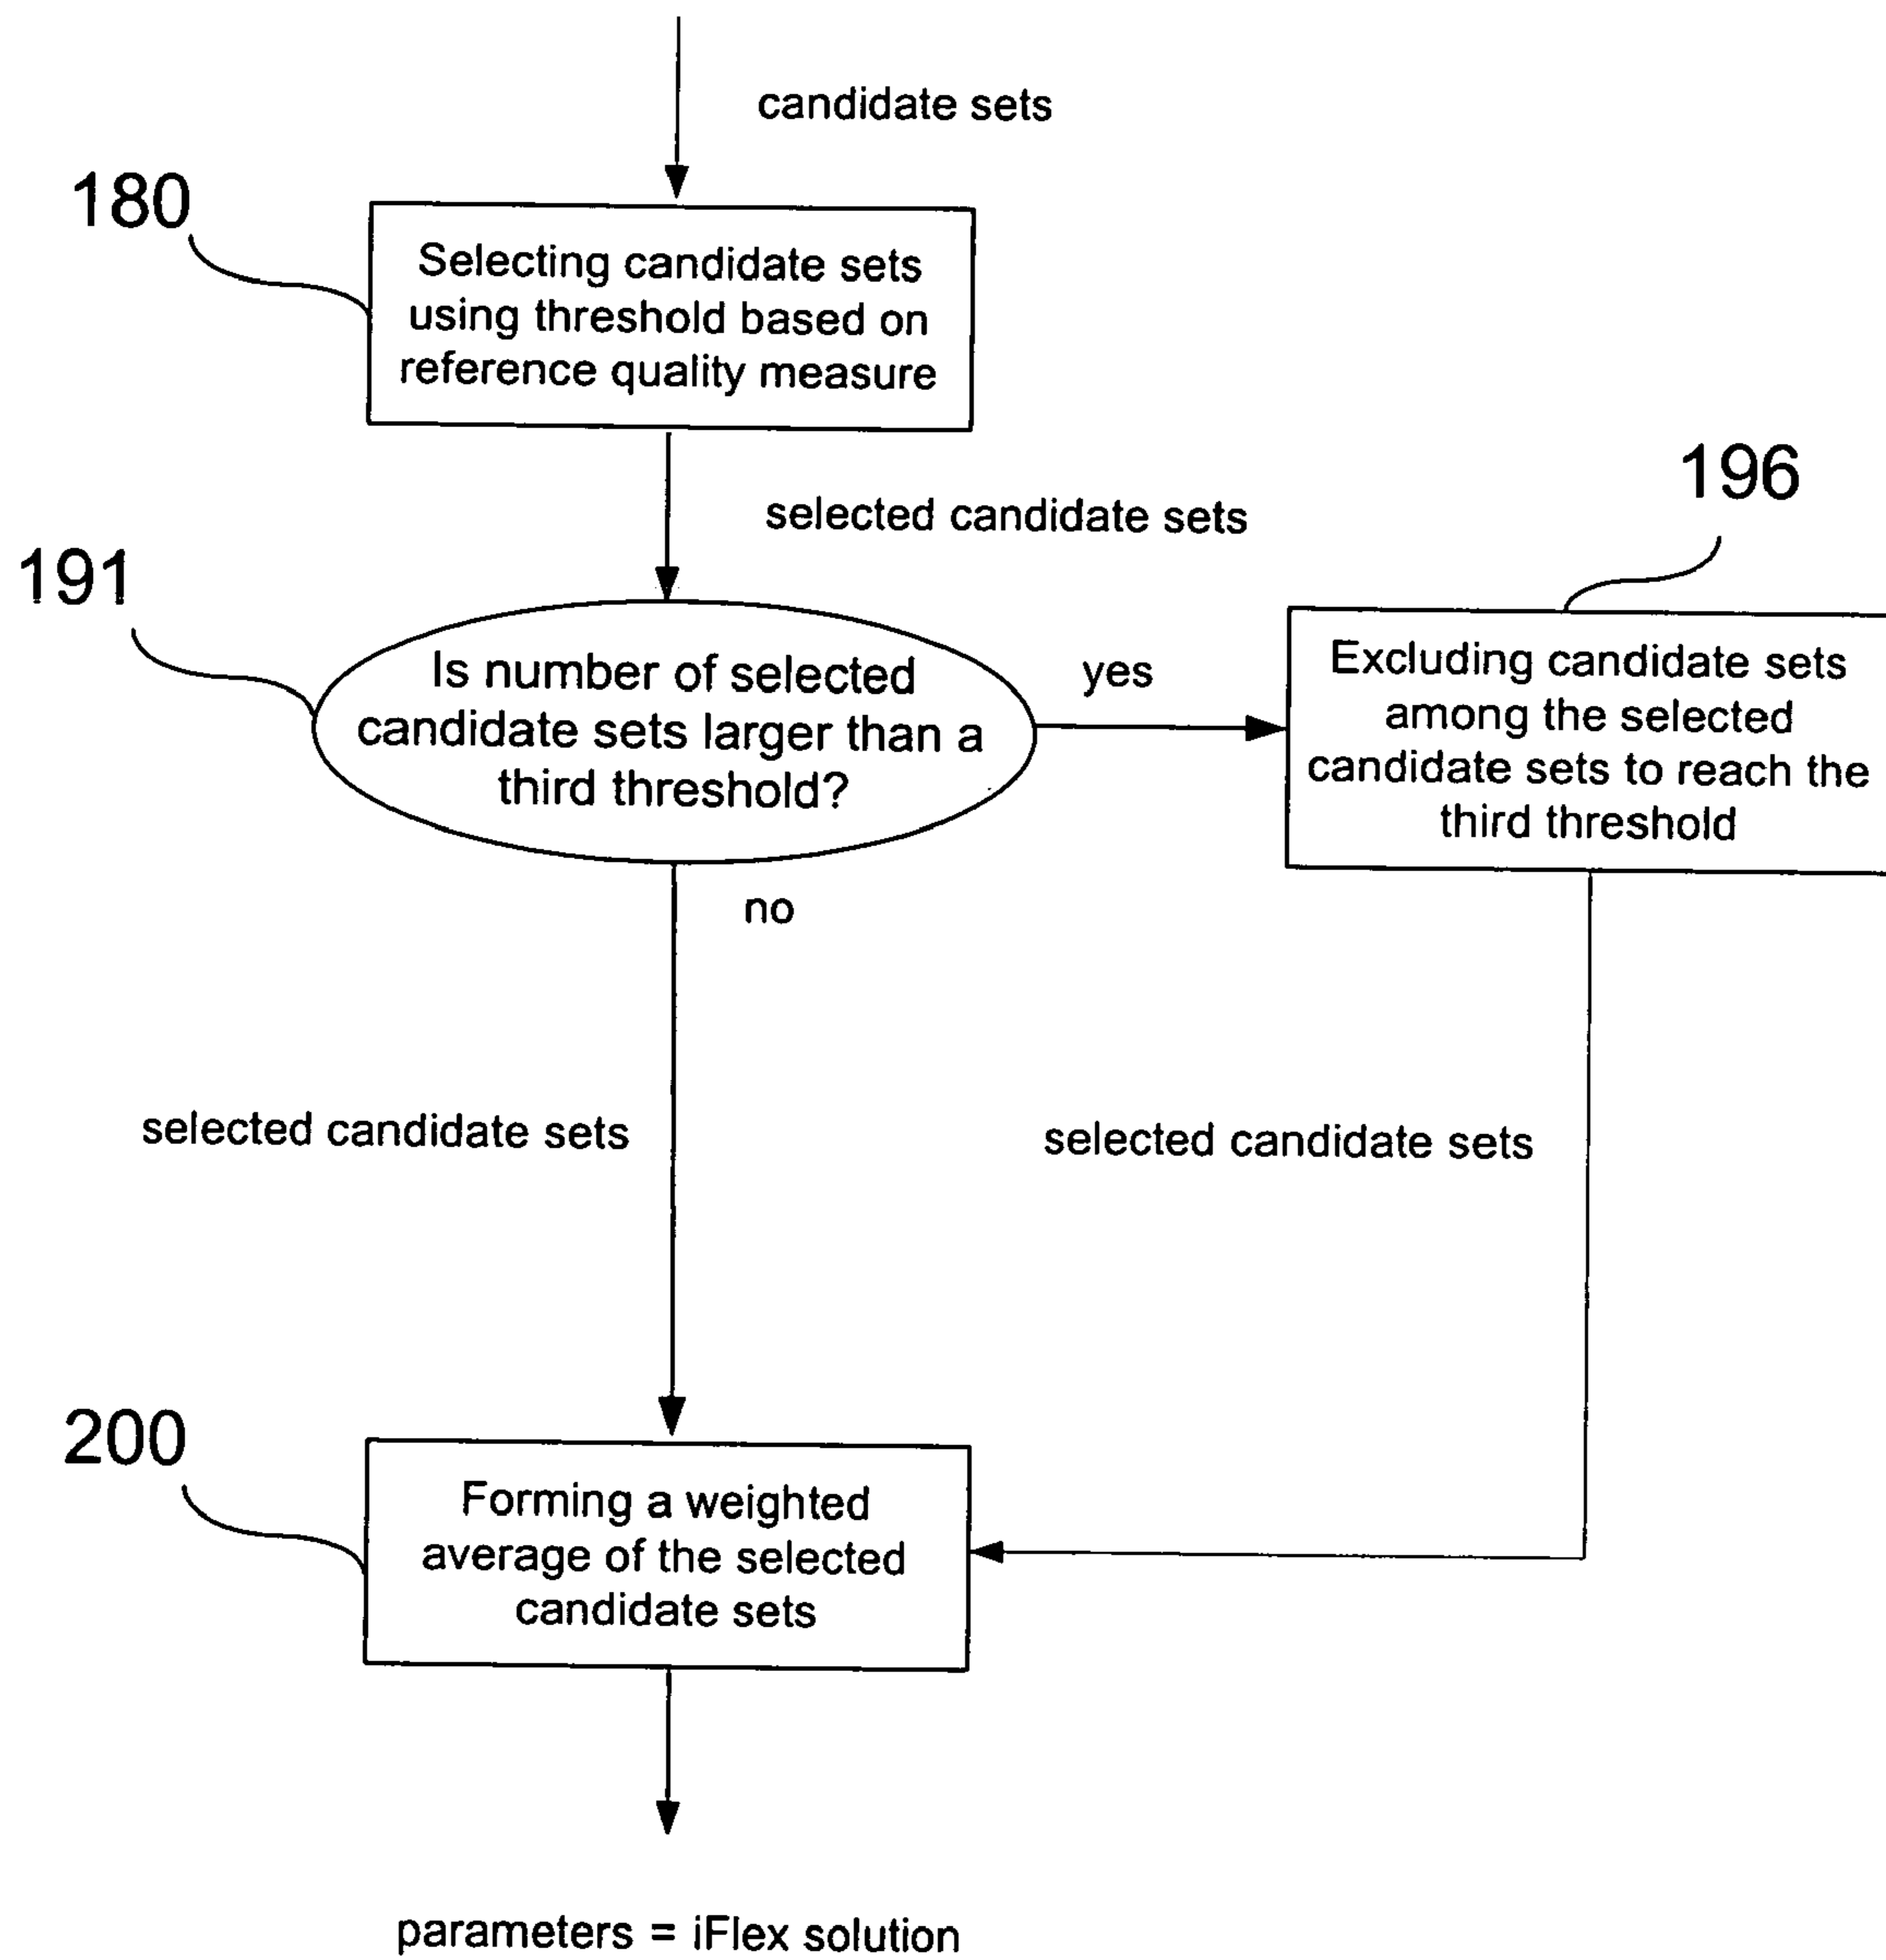 candidate sets
180
Selecting candidate sets
using threshold based on
reference quality measure
selected candidate sets
196
191
Is number of selected
candidate sets larger than a
third threshold?
yes
Excluding candidate sets
among the selected
candidate sets to reach the
third threshold
no
selected candidate sets
selected candidate sets
200
Forming a weighted
average of the selected
candidate sets
parameters = iFlex solution